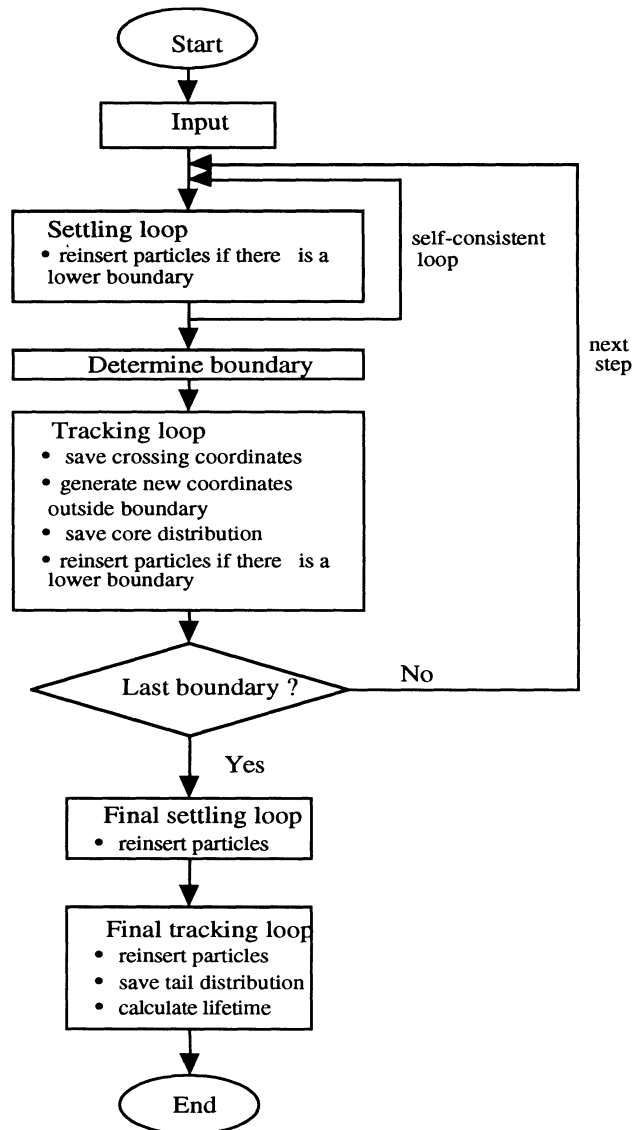 Start
Input
Settling loop
• reinsert particles if there is a
lower boundary
self-consistent
loop
next
step
Determine boundary
Tracking loop
• save crossing coordinates
• generate new coordinates
outside boundary
• save core distribution
• reinsert particles if there is a
lower boundary
Last boundary ?
No
Yes
Final settling loop
• reinsert particles
Final tracking loop
• reinsert particles
• save tail distribution
• calculate lifetime
End